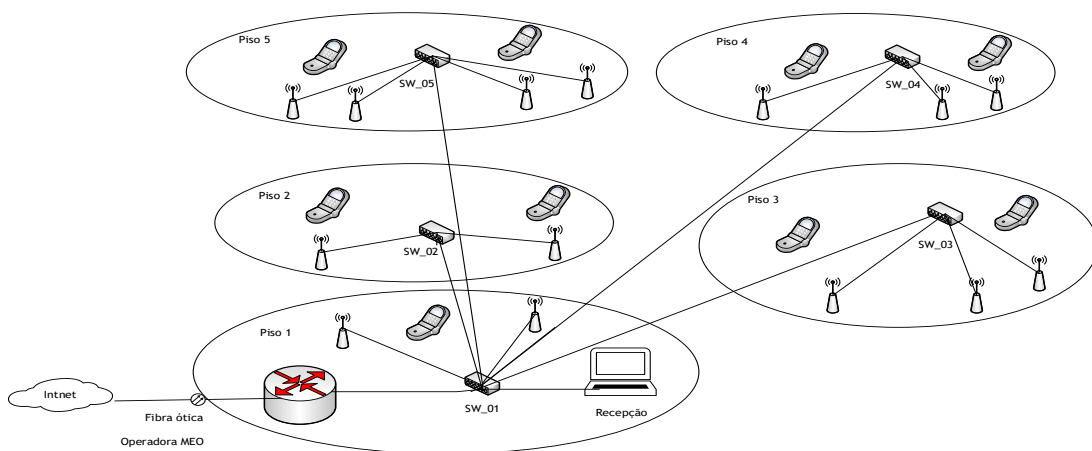 Piso 5
SW_05
Piso 4
SW_04
Piso 2
SW_02
Piso 3
SW_03
Piso 1
SW_01
Recepção
Intnet
Fibra ótica
Operadora MEO